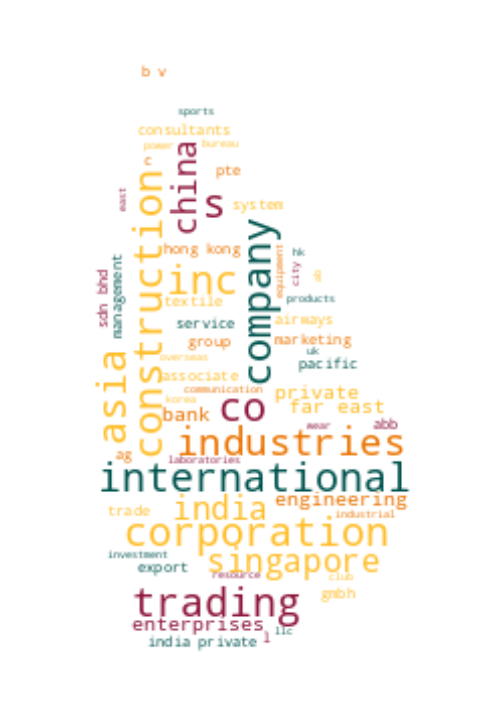 b v
sports
consultants
power
bureau
china
c
pte
construction
east
s
system
company
hong kong
equipment
hk
city
sdn bhd
management
inc
textile
products
service
airways
group
marketing
uk
overseas
pacific
asia
associate
communication
private
korea
co
far east
bank
wear
abb
industries
ag
laboratories
international
india
engineering
trade
industrial
corporation
investment
export
singapore
resource
club
trading
gmbh
enterprises
llc
india private
l